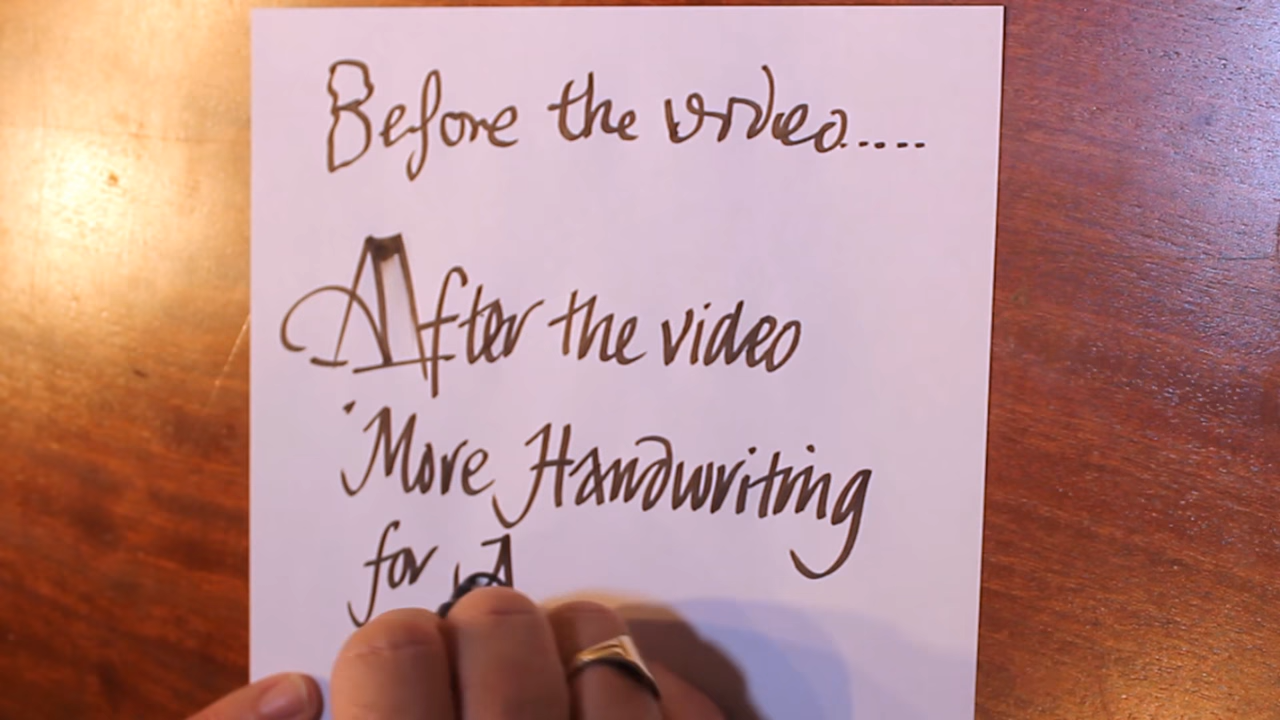 Before the video.....
After the video
'More Handwriting
for